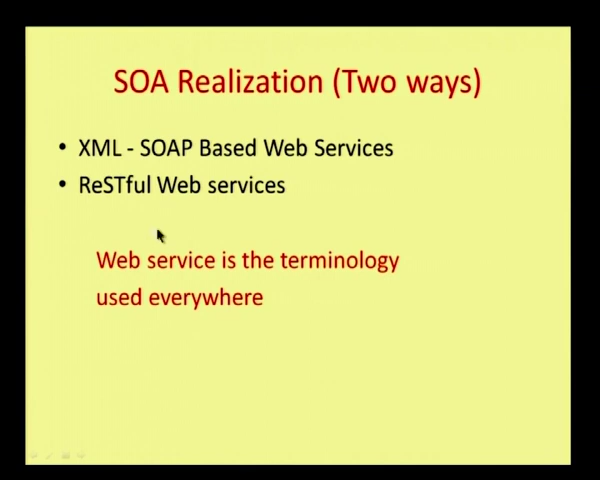 SOA Realization (Two ways)
• XML - SOAP Based Web Services
• ReSTful Web services
Web service is the terminology
used everywhere